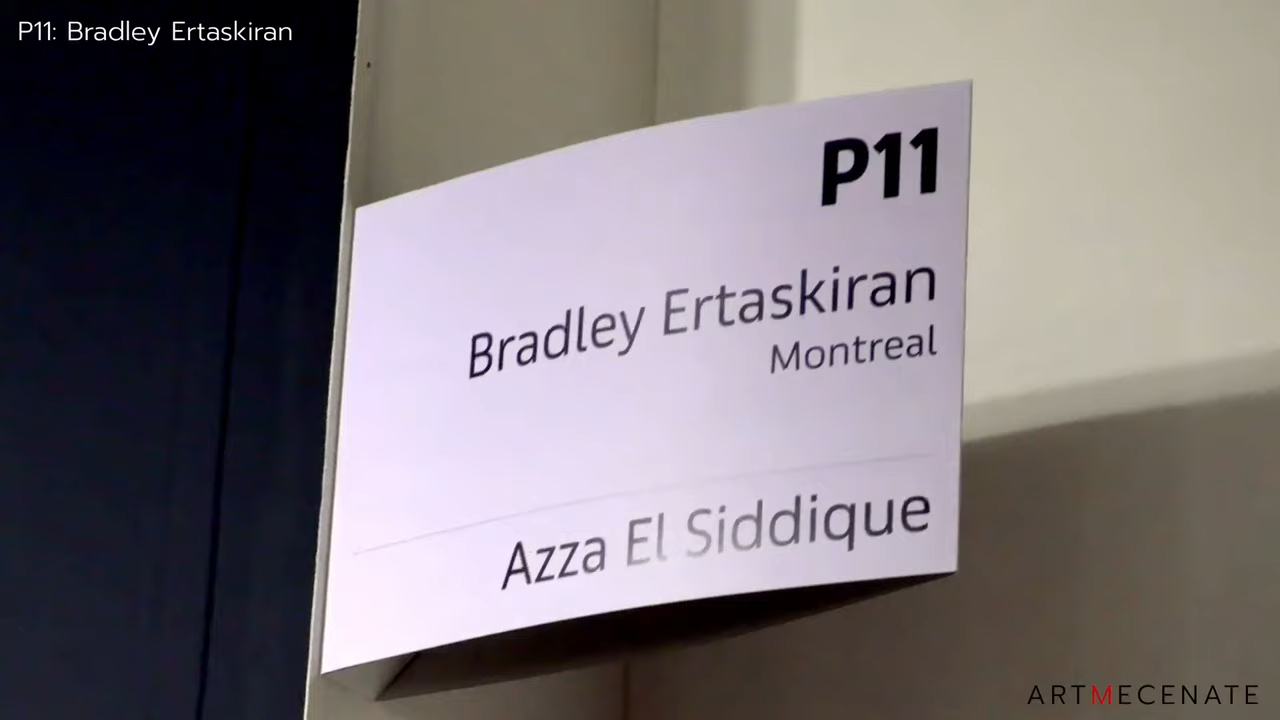 P11: Bradley Ertaskiran
P11
Bradley Ertaskiran
Montreal
Azza El Siddique
ARTMECENATE